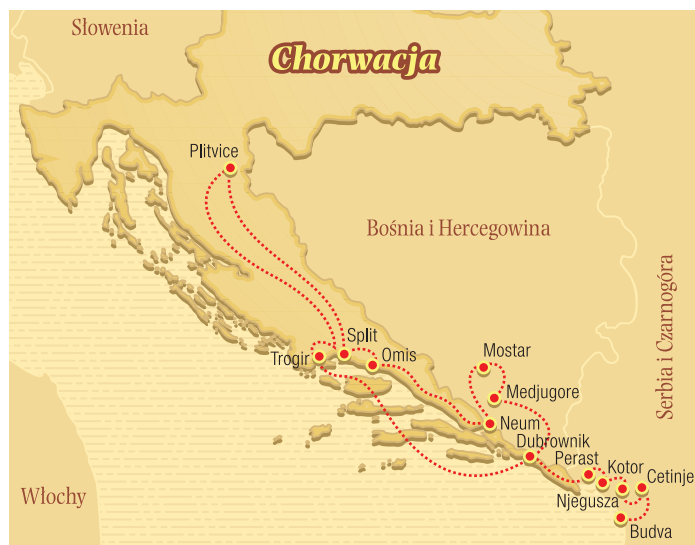 Słowenia
Chorwacja
Plitvice
Bośnia i Hercegowina
Serbia i Czarnogóra
Split
Trogir
Omis
Mostar
Medjugore
Neum
Dubrownik
Perast
Kotor
Cetinje
Njegusza
Włochy
Budva